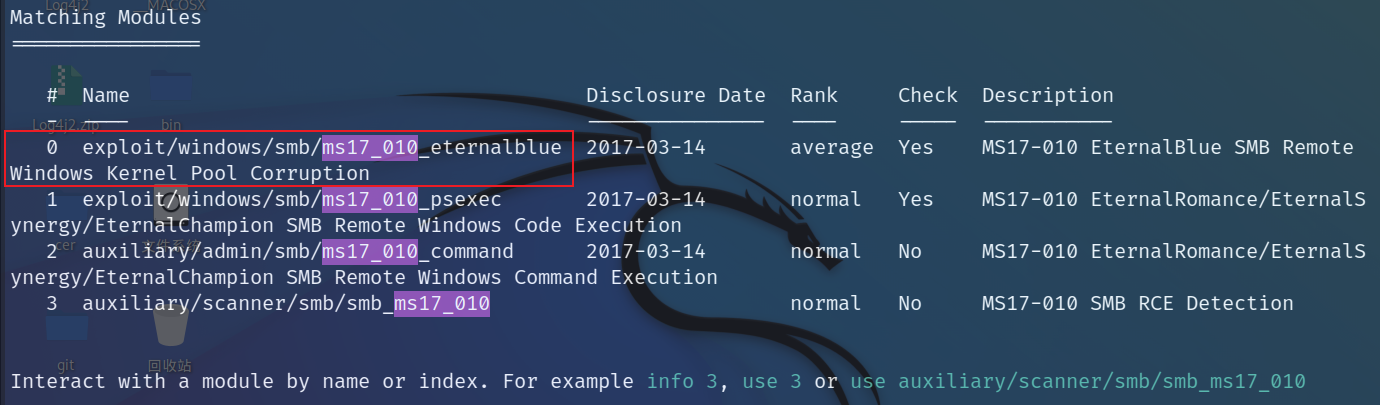 Log4j2 __MACOSX
Matching Modules
================
# Name Disclosure Date Rank Check Description
- ---- --------------- ---- ----- -----------
Log4j2.zip bin
0 exploit/windows/smb/ms17_010_eternalblue 2017-03-14 average Yes MS17-010 EternalBlue SMB Remote
Windows Kernel Pool Corruption
1 exploit/windows/smb/ms17_010_psexec 2017-03-14 normal Yes MS17-010 EternalRomance/EternalS
ynergy/EternalChampion SMB Remote Windows Code Execution
cer 文件系统
2 auxiliary/admin/smb/ms17_010_command 2017-03-14 normal No MS17-010 EternalRomance/EternalS
ynergy/EternalChampion SMB Remote Windows Command Execution
3 auxiliary/scanner/smb/smb_ms17_010 normal No MS17-010 SMB RCE Detection
git 回收站
Interact with a module by name or index. For example info 3, use 3 or use auxiliary/scanner/smb/smb_ms17_010